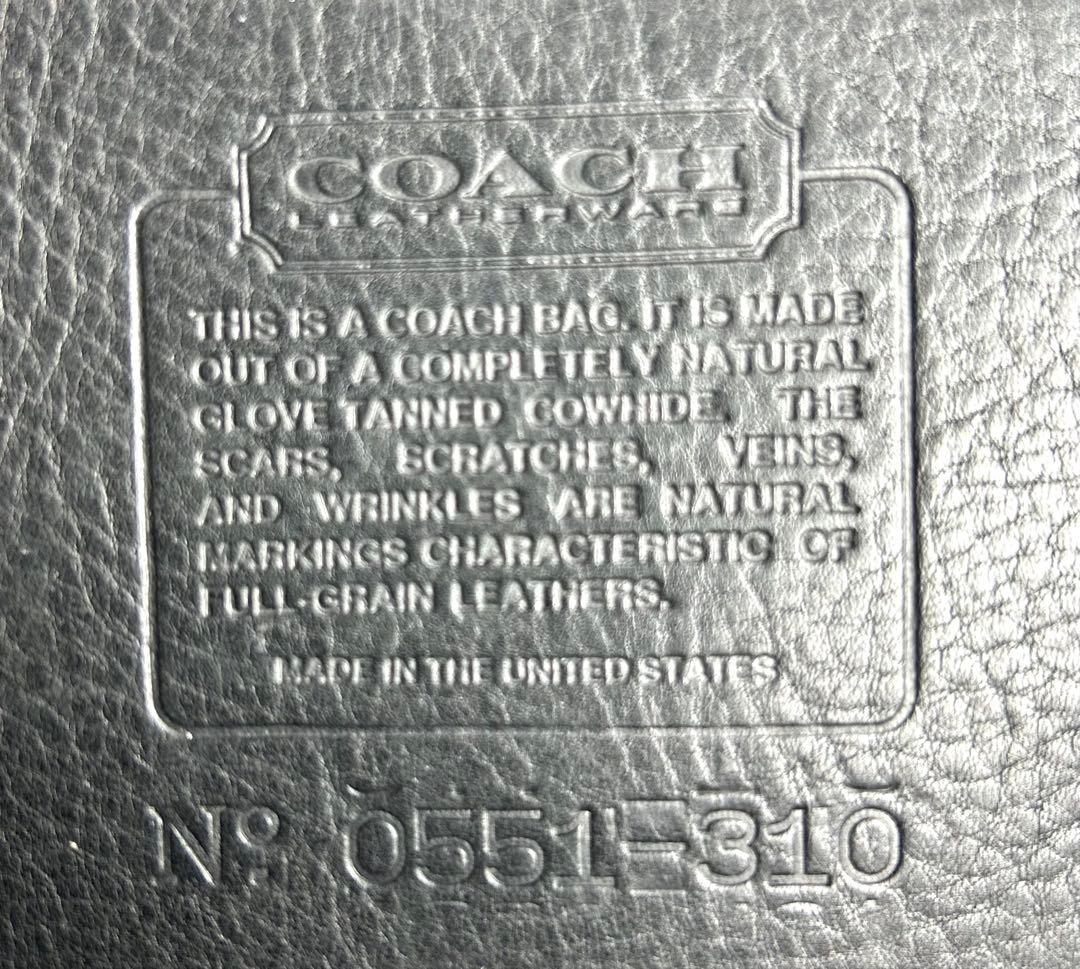 COACH
LEATHERWARE
THIS IS A COACH BAG. IT IS MADE
OUT OF A COMPLETELY NATURAL
GLOVE TANNED COWHIDE. THE
SCARS, SCRATCHES, VEINS,
AND WRINKLES ARE NATURAL
MARKINGS CHARACTERISTIC OF
FULL-GRAIN LEATHERS.
MADE IN THE UNITED STATES
Nº 0551-310